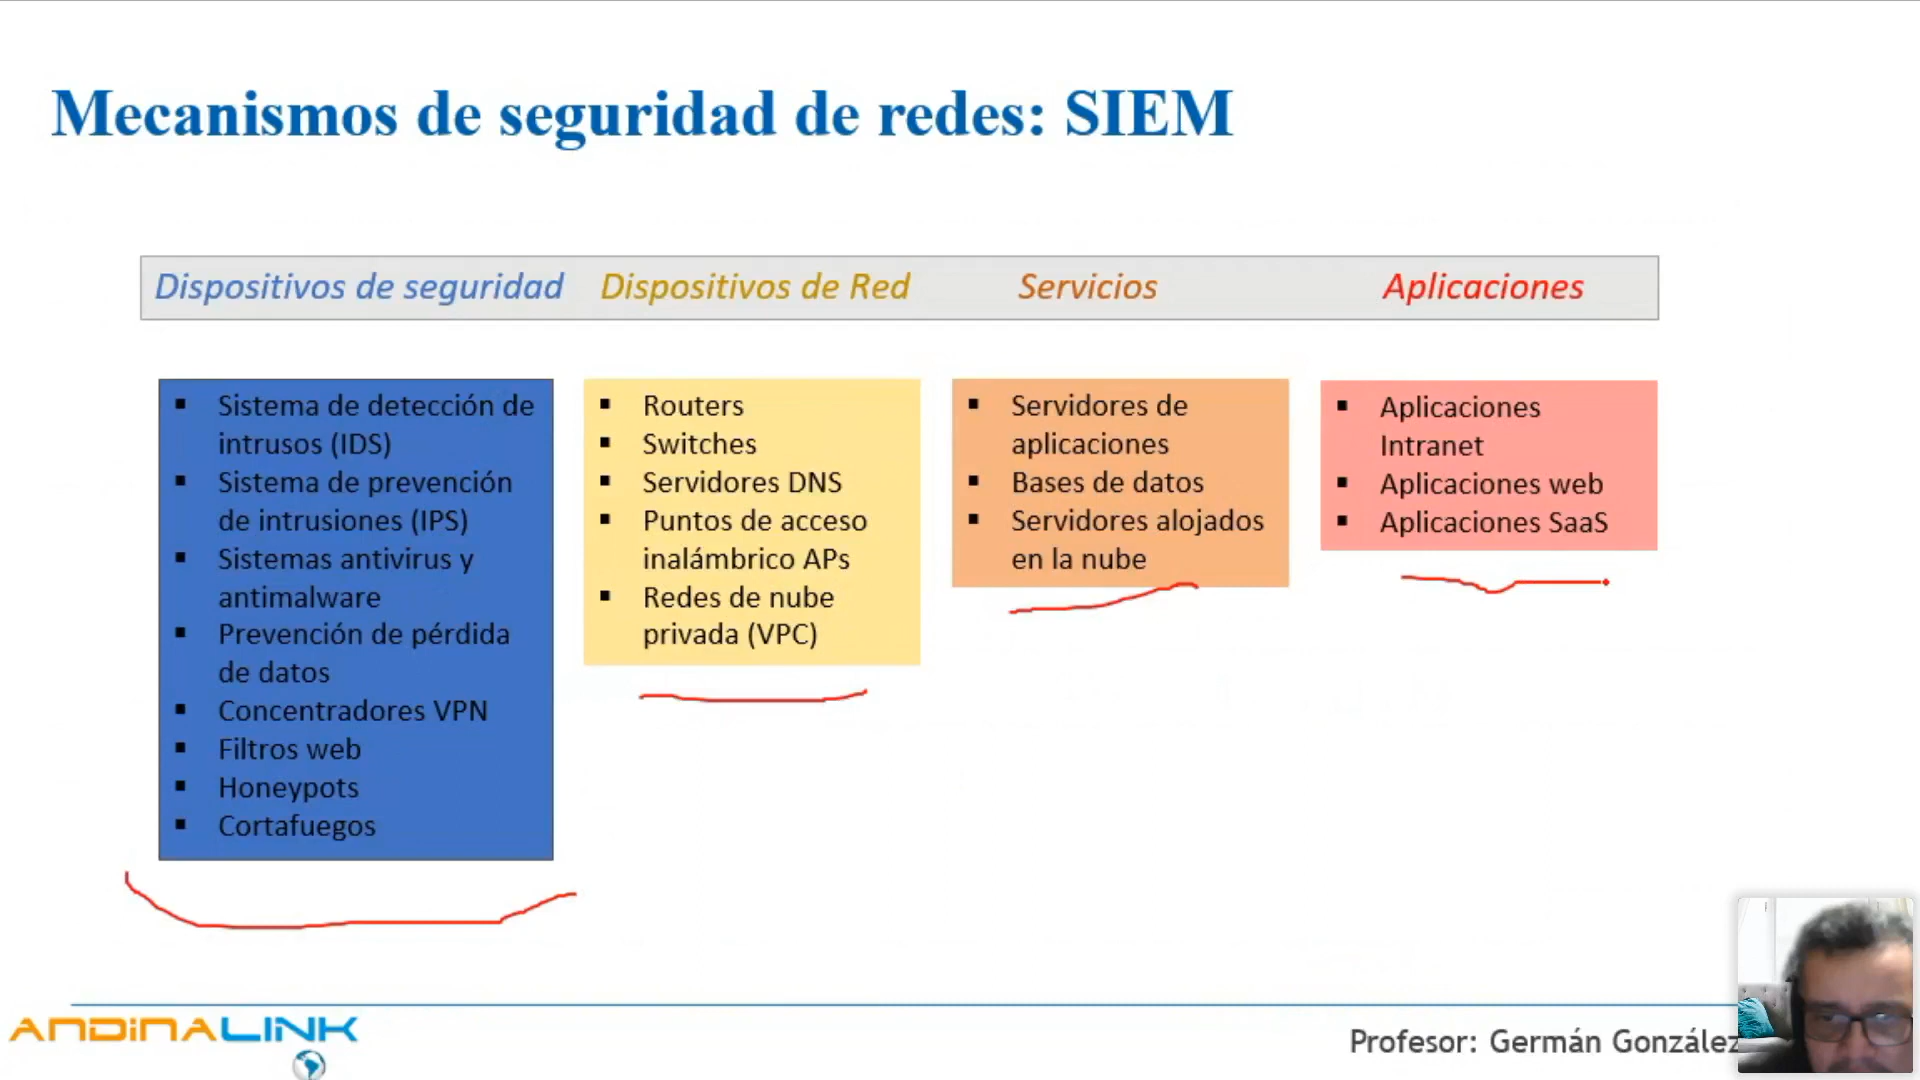 Mecanismos de seguridad de redes: SIEM
Dispositivos de seguridad
Dispositivos de Red
Servicios
Aplicaciones
▪ Sistema de detección de
intrusos (IDS)
▪ Sistema de prevención
de intrusiones (IPS)
▪ Sistemas antivirus y
antimalware
▪ Prevención de pérdida
de datos
▪ Concentradores VPN
▪ Filtros web
▪ Honeypots
▪ Cortafuegos
▪ Routers
▪ Switches
▪ Servidores DNS
▪ Puntos de acceso
inalámbrico APs
▪ Redes de nube
privada (VPC)
▪ Servidores de
aplicaciones
▪ Bases de datos
▪ Servidores alojados
en la nube
▪ Aplicaciones
Intranet
▪ Aplicaciones web
▪ Aplicaciones SaaS
ANDINALINK
Profesor: Germán González